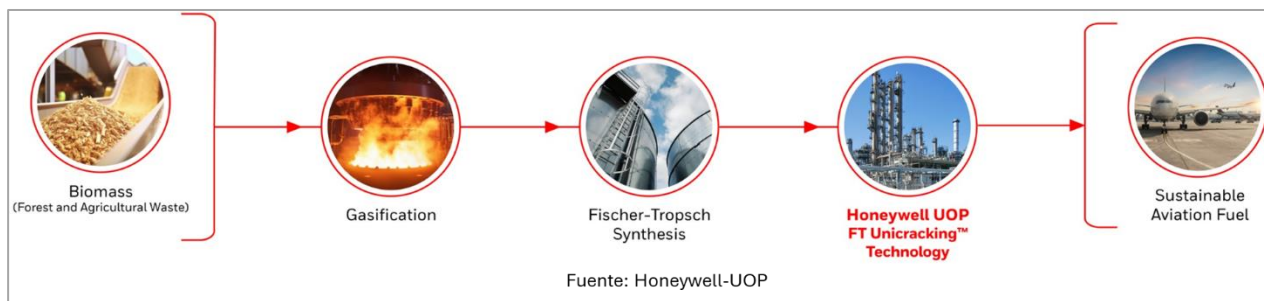 Biomass
(Forest and Agricultural Waste)
Gasification
Fischer-Tropsch
Synthesis
Honeywell UOP
FT Unicracking™
Technology
Sustainable
Aviation Fuel
Fuente: Honeywell-UOP